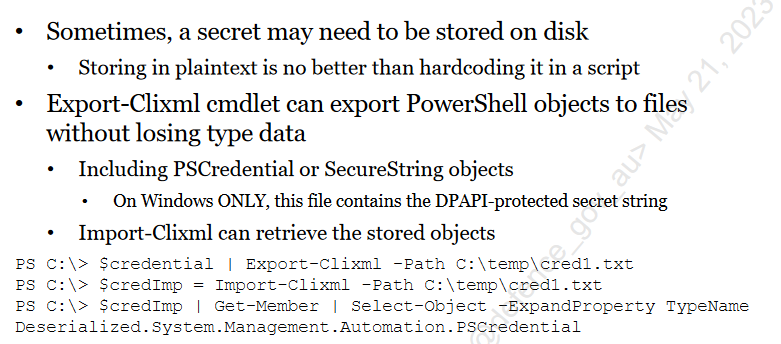 • Sometimes, a secret may need to be stored on disk
• Storing in plaintext is no better than hardcoding it in a script
• Export-Clixml cmdlet can export PowerShell objects to files
without losing type data
• Including PSCredential or SecureString objects
• On Windows ONLY, this file contains the DPAPI-protected secret string
• Import-Clixml can retrieve the stored objects
PS C:\> $credential | Export-Clixml -Path C:\temp\cred1.txt
PS C:\> $credImp = Import-Clixml -Path C:\temp\cred1.txt
PS C:\> $credImp | Get-Member | Select-Object -ExpandProperty TypeName
Deserialized.System.Management.Automation.PSCredential
May 21, 2023